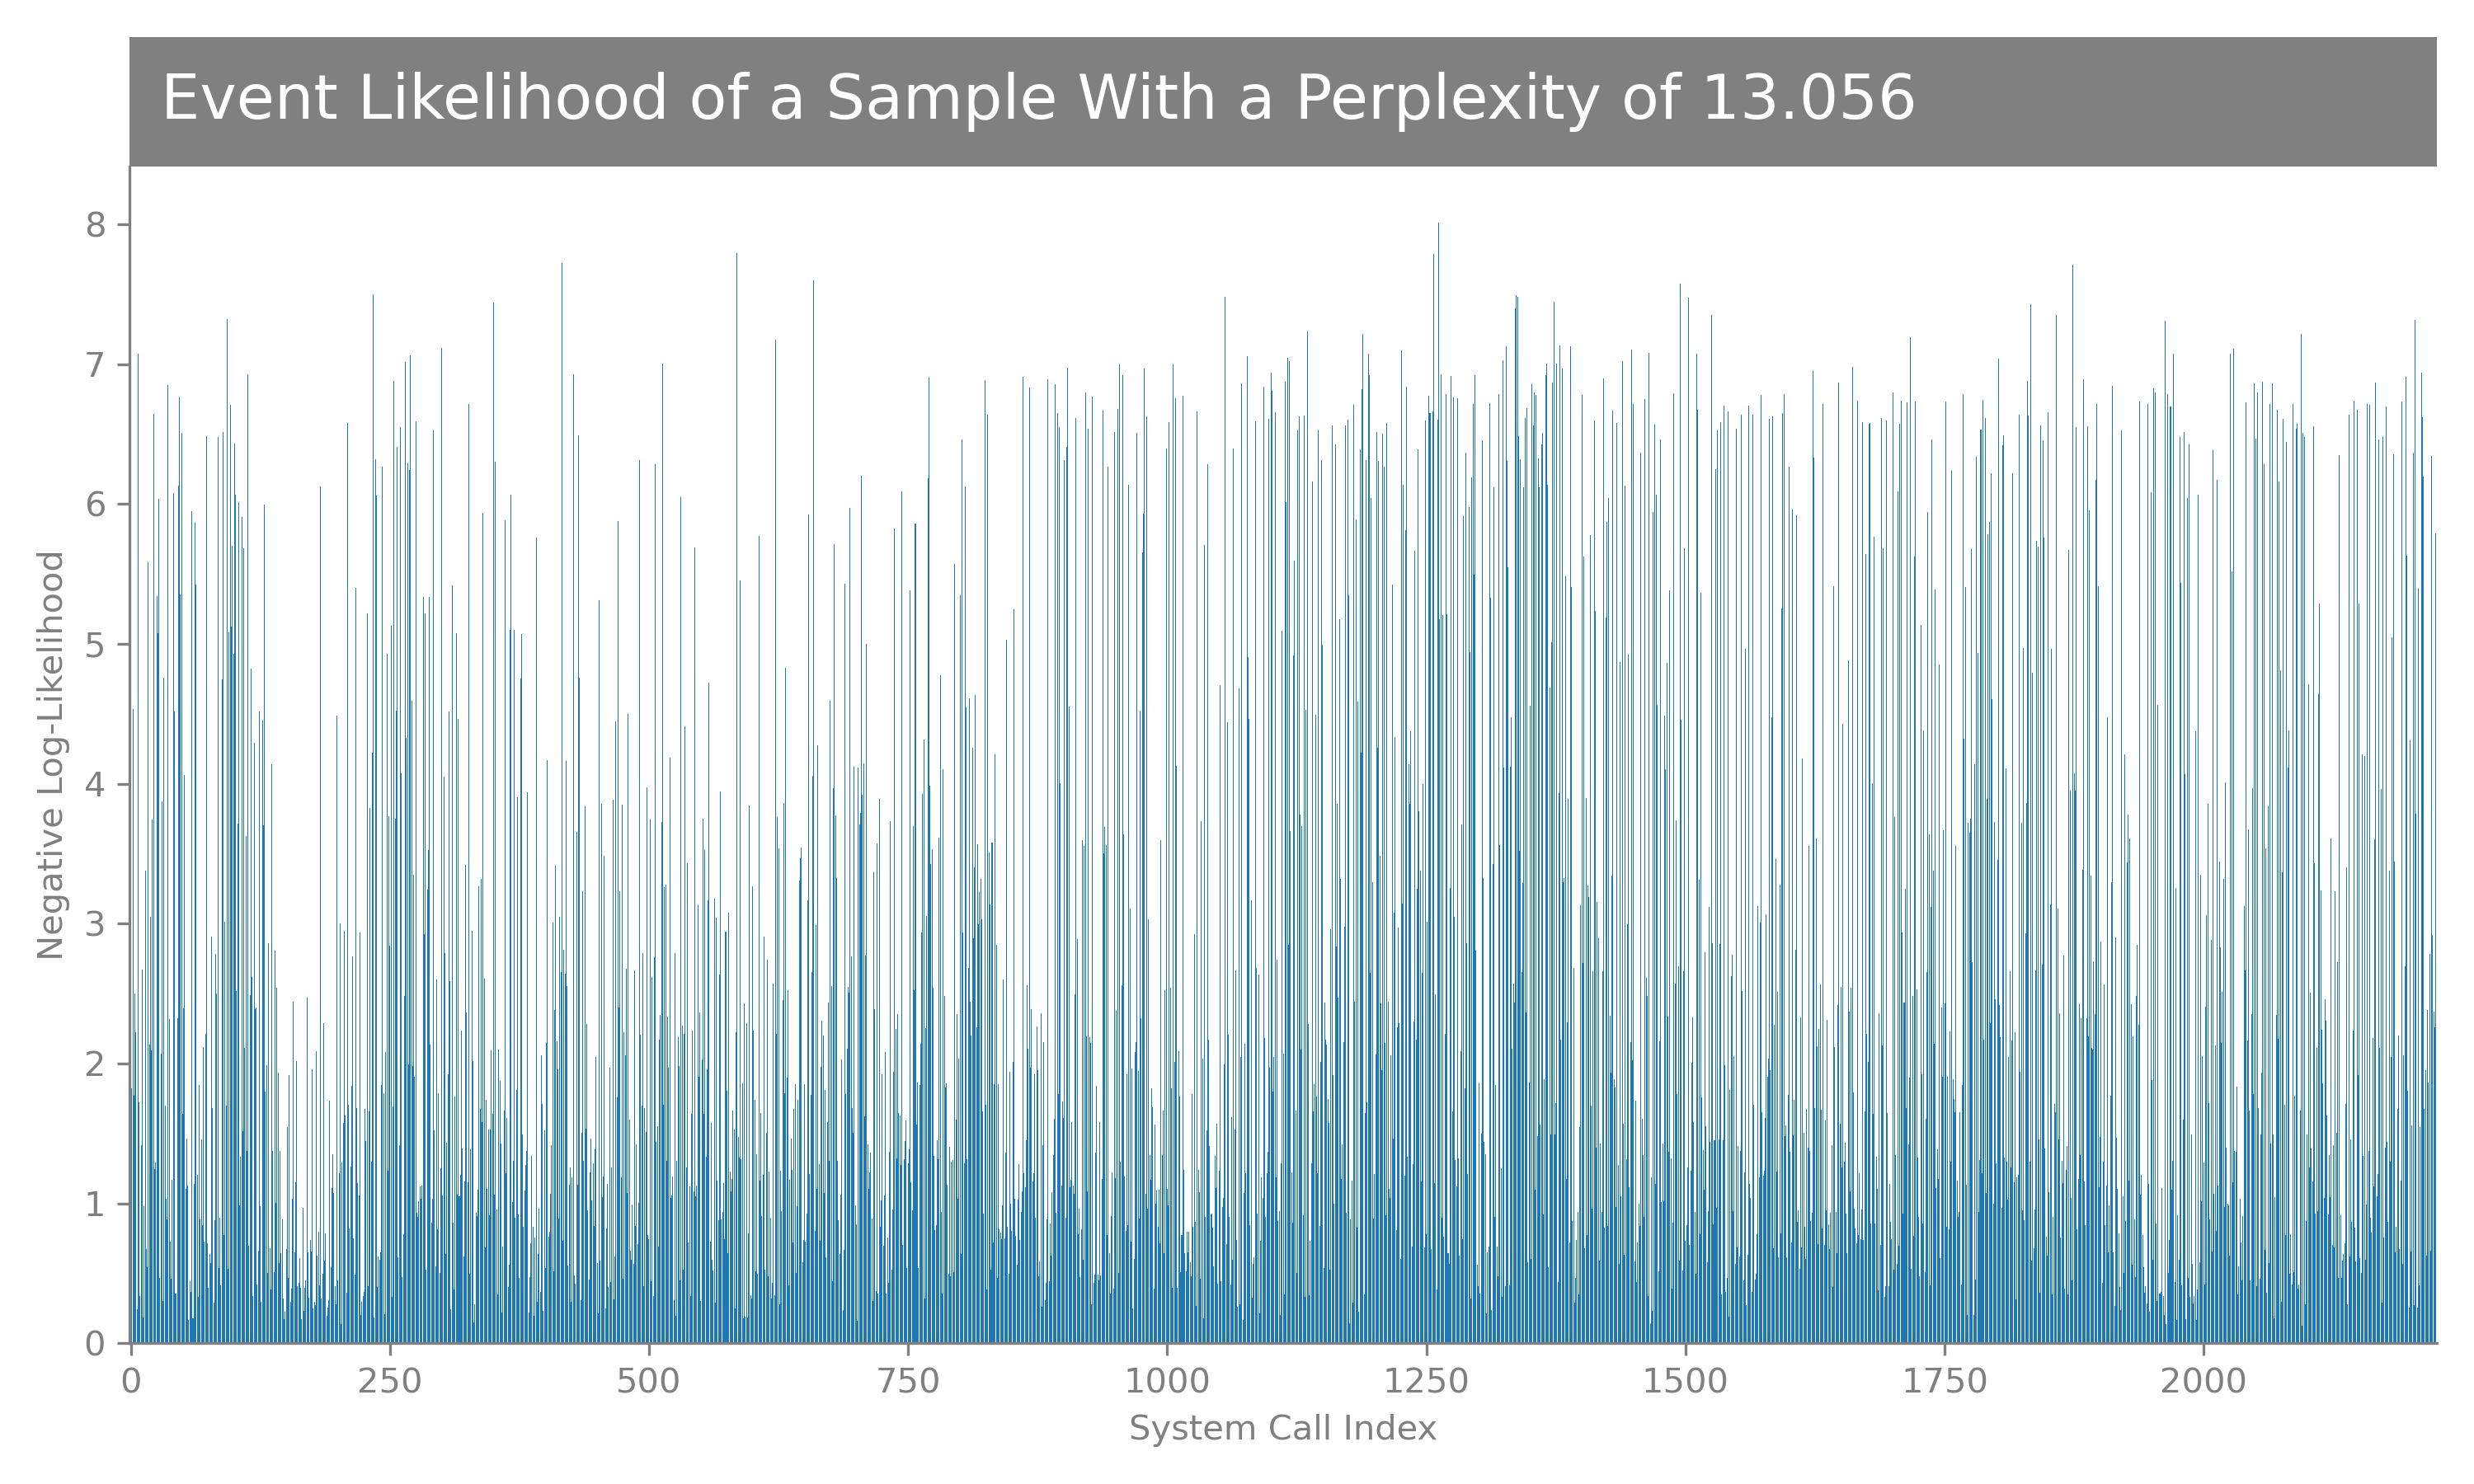 Event Likelihood of a Sample With a Perplexity of 13.056
8
7
6
5
4
3
2
1
0
Negative Log-Likelihood
0 250 500 750 1000 1250 1500 1750 2000
System Call Index